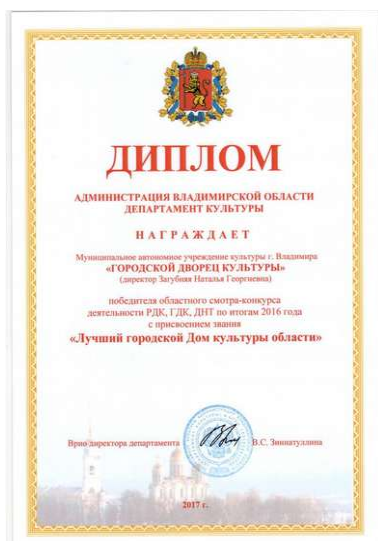 ДИПЛОМ
АДМИНИСТРАЦИЯ ВЛАДИМИРСКОЙ ОБЛАСТИ
ДЕПАРТАМЕНТ КУЛЬТУРЫ
НАГРАЖДАЕТ
Муниципальное автономное учреждение культуры г. Владимира
«ГОРОДСКОЙ ДВОРЕЦ КУЛЬТУРЫ»
(директор Загубняя Наталья Георгиевна)
победителя областного смотра-конкурса
деятельности РДК, ГДК, ДНТ по итогам 2016 года
с присвоением звания
«Лучший городской Дом культуры области»
Врио директора департамента В.С. Зиннатуллина
2017 г.